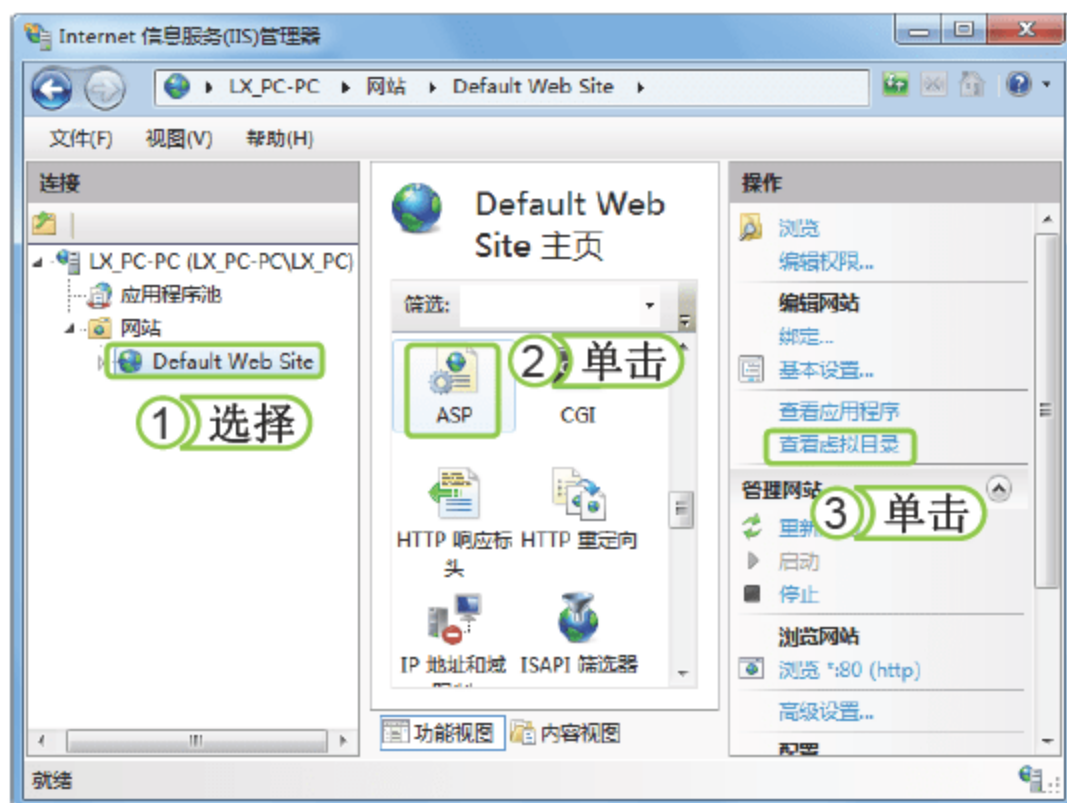 Internet 信息服务(IIS)管理器
LX_PC-PC 网站 Default Web Site
文件(F) 视图(V) 帮助(H)
连接
LX_PC-PC (LX_PC-PC\LX_PC)
应用程序池
网站
Default Web Site
① 选择
Default Web
Site 主页
筛选:
② 单击
ASP
CGI
HTTP 响应标
头
HTTP 重定向
IP 地址和域
ISAPI 筛选器
功能视图 内容视图
操作
浏览
编辑权限...
编辑网站
绑定...
基本设置...
查看应用程序
查看虚拟目录
管理网站
③ 单击
重新
启动
停止
浏览网站
浏览 *:80 (http)
高级设置...
配置
就绪